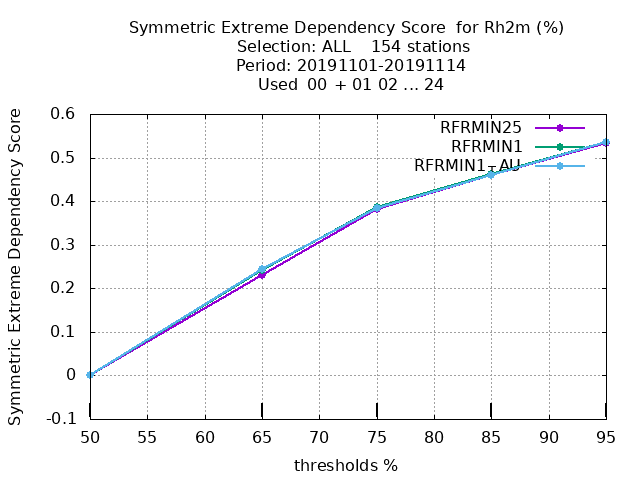 Symmetric Extreme Dependency Score  for Rh2m (%)
Selection: ALL    154 stations
Period: 20191101-20191114
Used  00 + 01 02 ... 24
Symmetric Extreme Dependency Score
0.6
0.5
0.4
0.3
0.2
0.1
0
-0.1
RFRMIN25
RFRMIN1
RFRMIN1_AU
50 55 60 65 70 75 80 85 90 95
thresholds %